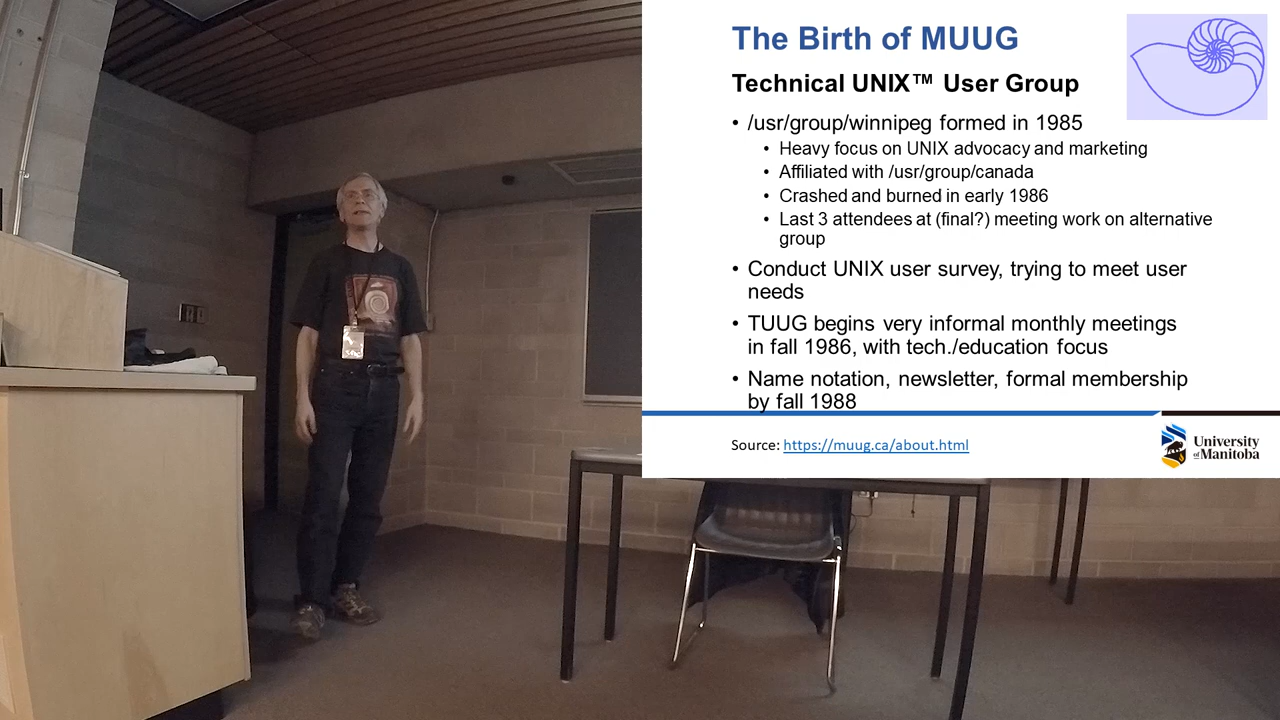 The Birth of MUUG
Technical UNIX™ User Group
• /usr/group/winnipeg formed in 1985
• Heavy focus on UNIX advocacy and marketing
• Affiliated with /usr/group/canada
• Crashed and burned in early 1986
• Last 3 attendees at (final?) meeting work on alternative
group
• Conduct UNIX user survey, trying to meet user
needs
• TUUG begins very informal monthly meetings
in fall 1986, with tech./education focus
• Name notation, newsletter, formal membership
by fall 1988
Source: https://muug.ca/about.html
University
of Manitoba